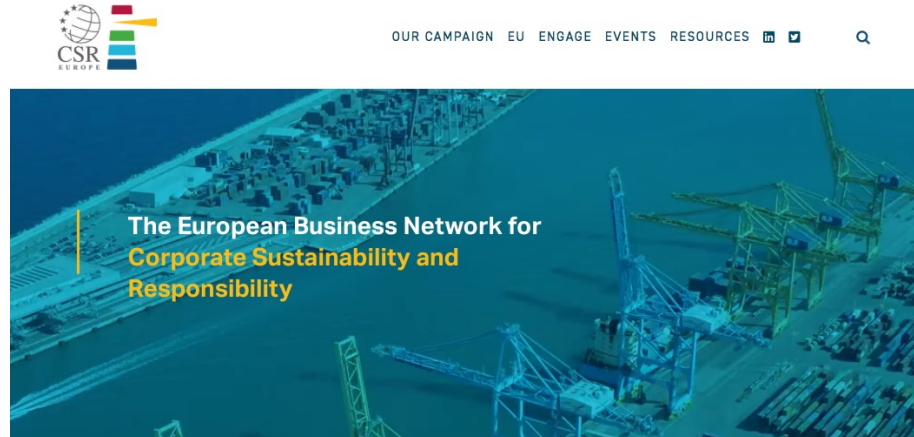 CSR
EUROPE
OUR CAMPAIGN EU ENGAGE EVENTS RESOURCES
The European Business Network for
Corporate Sustainability and
Responsibility